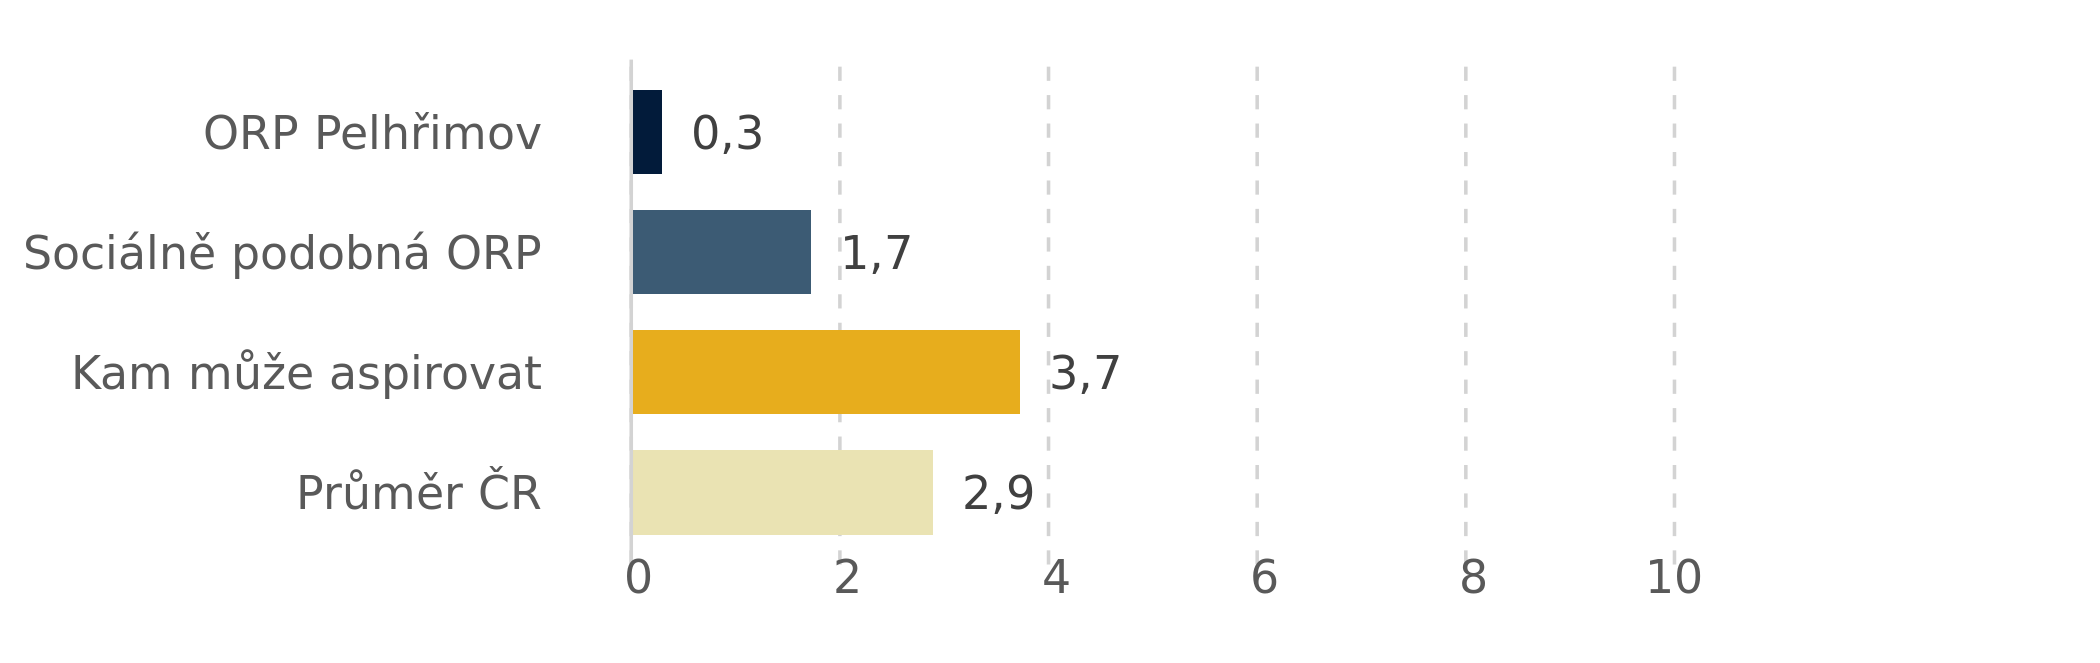 ORP Pelhřimov 0,3
Sociálně podobná ORP 1,7
Kam může aspirovat 3,7
Průměr ČR 2,9
0 2 4 6 8 10